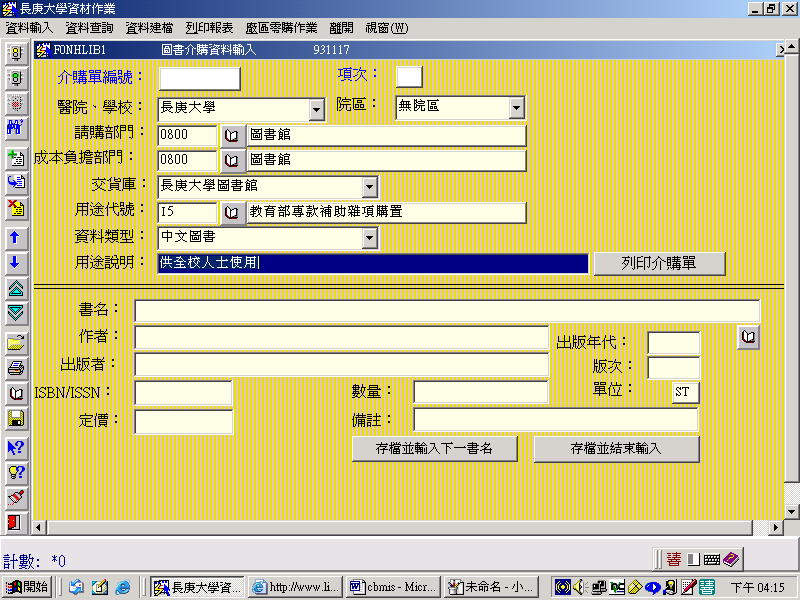 長庚大學資材作業
資料輸入 資料查詢 資料建檔 列印報表 廠區零購作業 離開 視窗(W)
F0NHLIB1 圖書介購資料輸入 931117
介購單編號： 項次：
醫院、學校： 長庚大學 院區： 無院區
請購部門： 0800 圖書館
成本負擔部門： 0800 圖書館
交貨庫： 長庚大學圖書館
用途代號： I5 教育部專款補助雜項購置
資料類型： 中文圖書
用途說明： 供全校人士使用 列印介購單
書名：
作者： 出版年代：
出版者： 版次：
ISBN/ISSN： 數量： 單位： ST
定價： 備註：
存檔並輸入下一書名 存檔並結束輸入
計數: *0
開始 長庚大學資... http://www.li... cbmis - Micr... 未命名 - 小... 下午 04:15